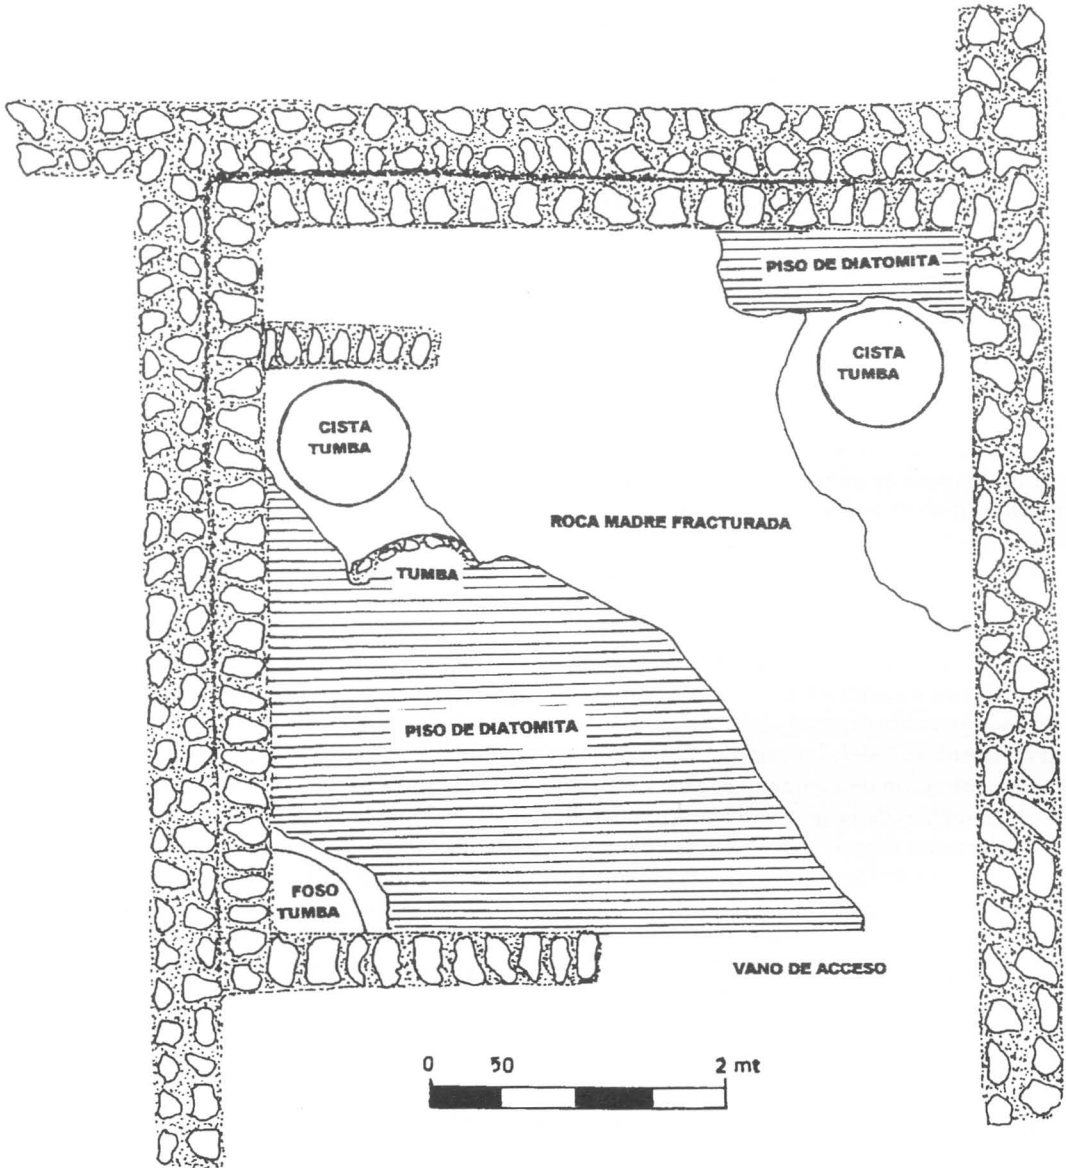 PISO DE DIATOMITA
CISTA
TUMBA
CISTA
TUMBA
ROCA MADRE FRACTURADA
TUMBA
PISO DE DIATOMITA
FOSO
TUMBA
VANO DE ACCESO
0 50 2 mt